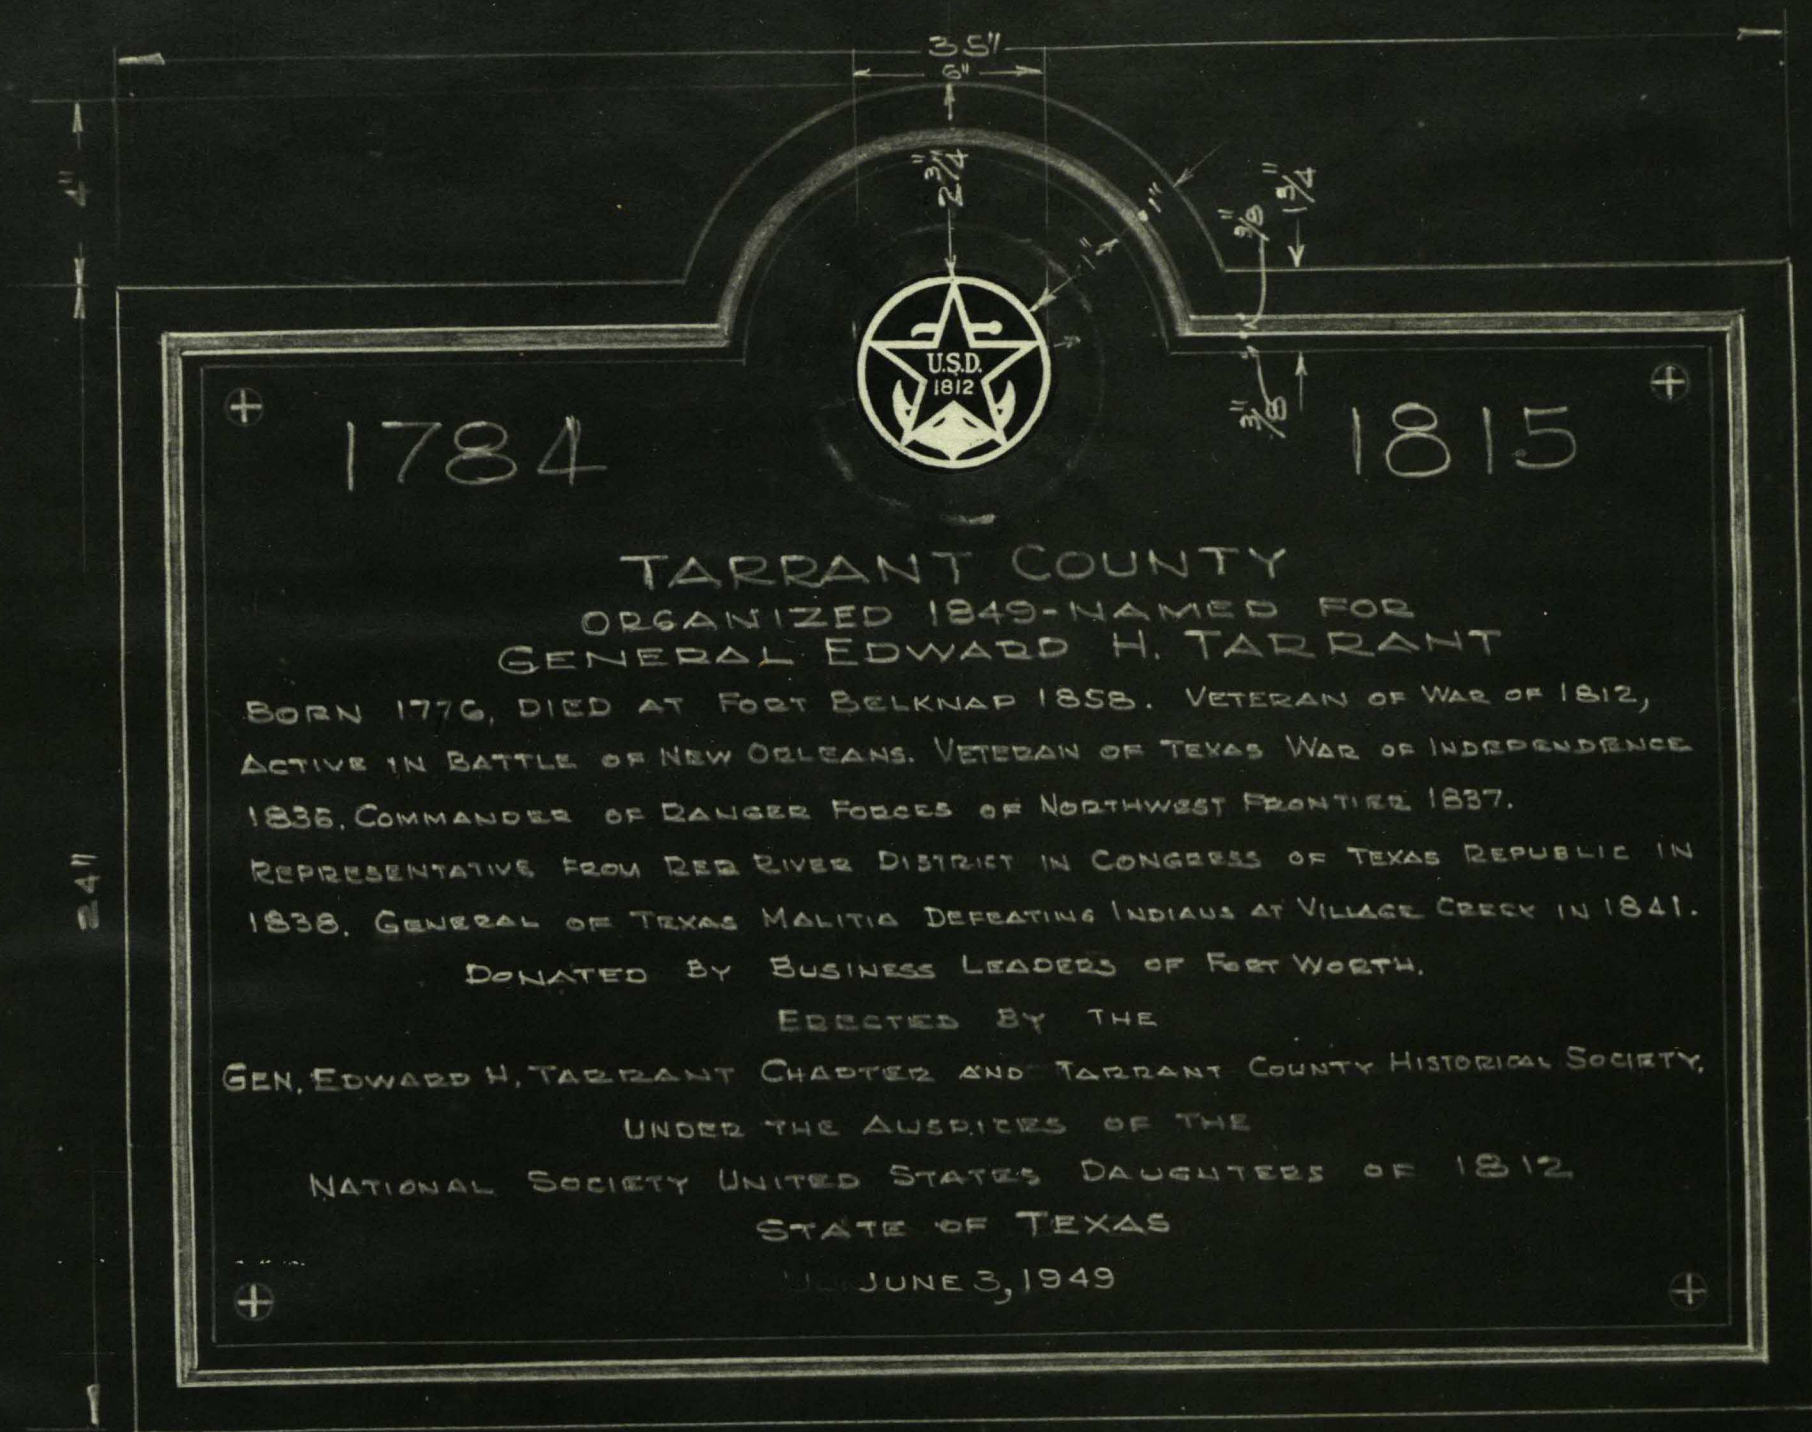 35"
6"
4"
2 3/4"
1"
1"
3/8"
1 3/4"
3/8"
U.S.D.
1812
1784
1815
TARRANT COUNTY
ORGANIZED 1849-NAMED FOR
GENERAL EDWARD H. TARRANT
BORN 1776, DIED AT FORT BELKNAP 1858. VETERAN OF WAR OF 1812,
ACTIVE IN BATTLE OF NEW ORLEANS. VETERAN OF TEXAS WAR OF INDEPENDENCE
1836. COMMANDER OF RANGER FORCES OF NORTHWEST FRONTIER 1837.
REPRESENTATIVE FROM RED RIVER DISTRICT IN CONGRESS OF TEXAS REPUBLIC IN
1838. GENERAL OF TEXAS MALITIA DEFEATING INDIANS AT VILLAGE CREEK IN 1841.
DONATED BY BUSINESS LEADERS OF FORT WORTH.
ERECTED BY THE
GEN. EDWARD H. TARRANT CHAPTER AND TARRANT COUNTY HISTORICAL SOCIETY.
UNDER THE AUSPICES OF THE
NATIONAL SOCIETY UNITED STATES DAUGHTERS OF 1812
STATE OF TEXAS
JUNE 3, 1949
24"